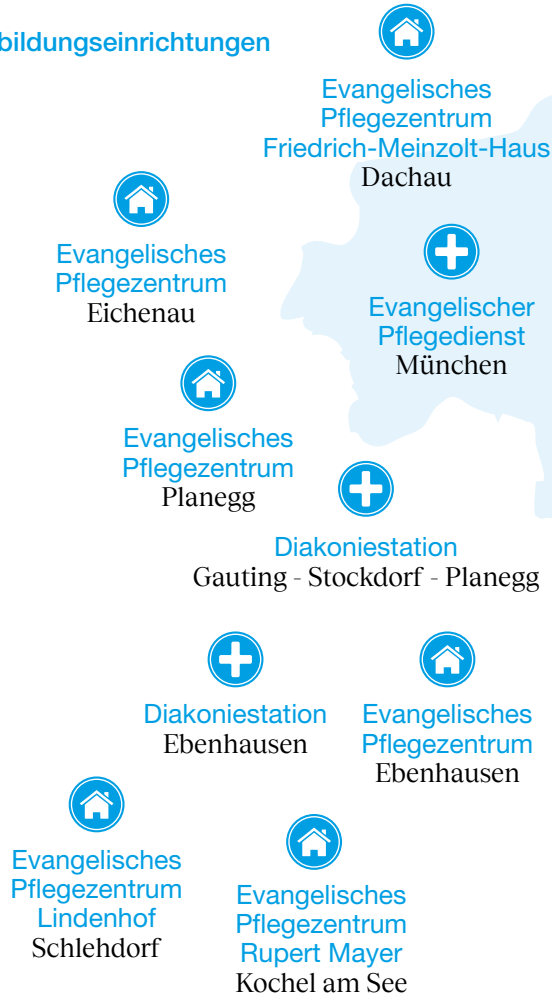 bildungseinrichtungen
Evangelisches
Pflegezentrum
Friedrich-Meinzolt-Haus
Dachau
Evangelisches
Pflegezentrum
Eichenau
Evangelischer
Pflegedienst
München
Evangelisches
Pflegezentrum
Planegg
Diakoniestation
Gauting - Stockdorf - Planegg
Diakoniestation
Ebenhausen
Evangelisches
Pflegezentrum
Ebenhausen
Evangelisches
Pflegezentrum
Lindenhof
Schlehdorf
Evangelisches
Pflegezentrum
Rupert Mayer
Kochel am See